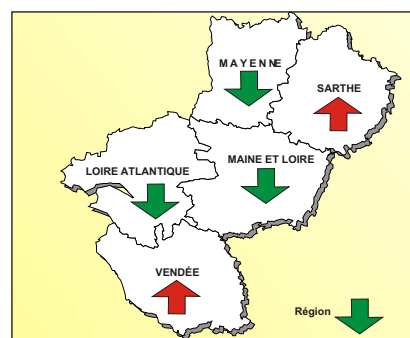 MAYENNE
SARTHE
LOIRE ATLANTIQUE
MAINE ET LOIRE
VENDÉE
Région